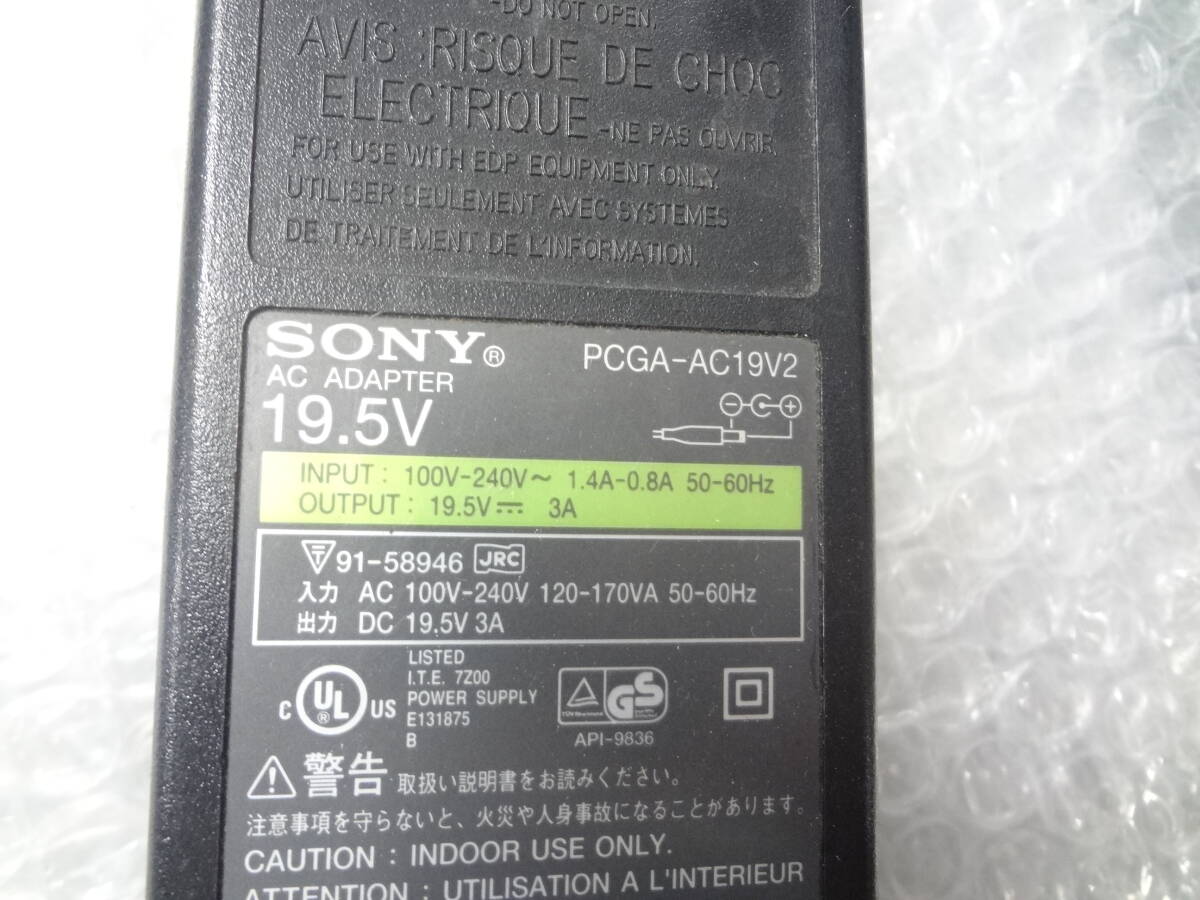 -DO NOT OPEN.
AVIS :RISQUE DE CHOC
ELECTRIQUE -NE PAS OUVRIR.
FOR USE WITH EDP EQUIPMENT ONLY.
UTILISER SEULEMENT AVEC SYSTEMES
DE TRAITEMENT DE L'INFORMATION.
SONY® PCGA-AC19V2
AC ADAPTER
19.5V
INPUT : 100V-240V~ 1.4A-0.8A 50-60Hz
OUTPUT : 19.5V⎓ 3A
91-58946 JRC
入力 AC 100V-240V 120-170VA 50-60Hz
出力 DC 19.5V 3A
C UL® US
LISTED
I.T.E. 7Z00
POWER SUPPLY
E131875
B
GS
API-9836
警告 取扱い説明書をお読みください。
注意事項を守らないと、火災や人身事故になることがあります。
CAUTION : INDOOR USE ONLY.
ATTENTION : UTILISATION A L'INTERIEUR